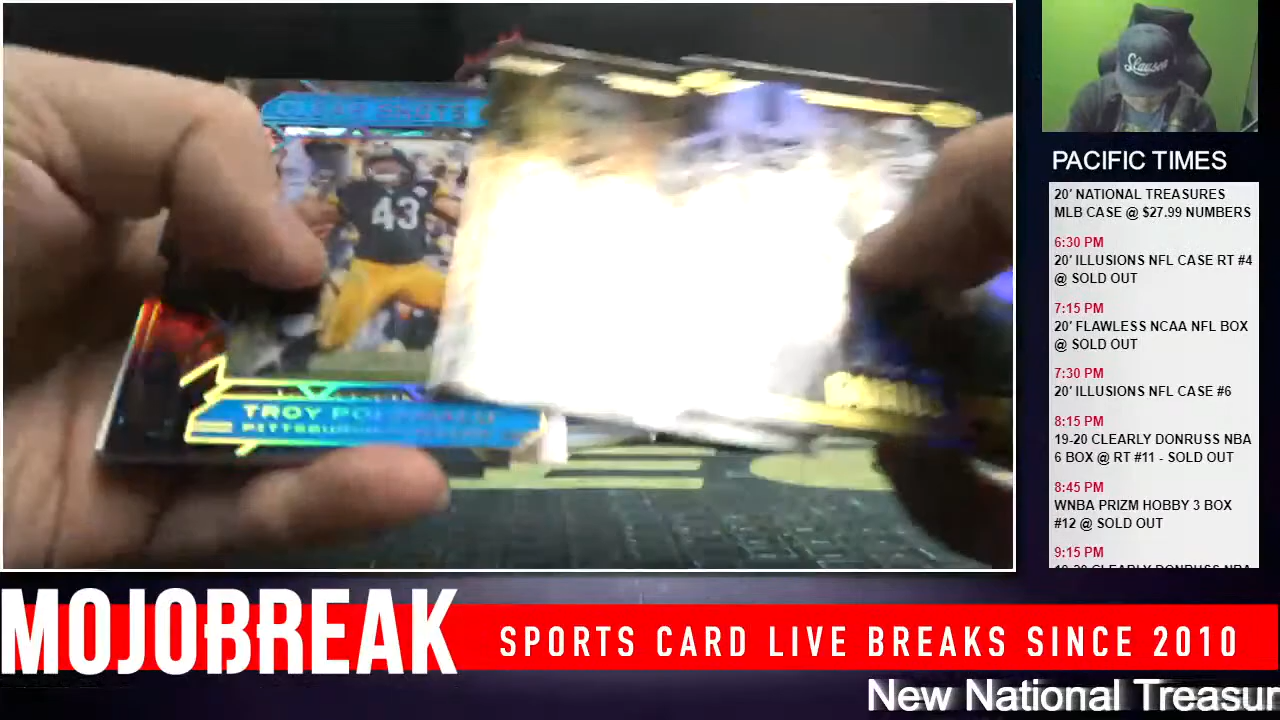 CLEAR SHOTS
43
TROY
Slauson
PACIFIC TIMES
20' NATIONAL TREASURES
MLB CASE @ $27.99 NUMBERS
6:30 PM
20' ILLUSIONS NFL CASE RT #4
@ SOLD OUT
7:15 PM
20' FLAWLESS NCAA NFL BOX
@ SOLD OUT
7:30 PM
20' ILLUSIONS NFL CASE #6
8:15 PM
19-20 CLEARLY DONRUSS NBA
6 BOX @ RT #11 - SOLD OUT
8:45 PM
WNBA PRIZM HOBBY 3 BOX
#12 @ SOLD OUT
9:15 PM
MOJOBREAK
SPORTS CARD LIVE BREAKS SINCE 2010
New National Treasur